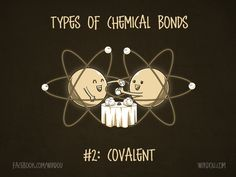 TYPES OF CHEMICAL BONDS
#2: COVALENT
FACEBOOK.COM/WIRDOU
WIRDOU.COM